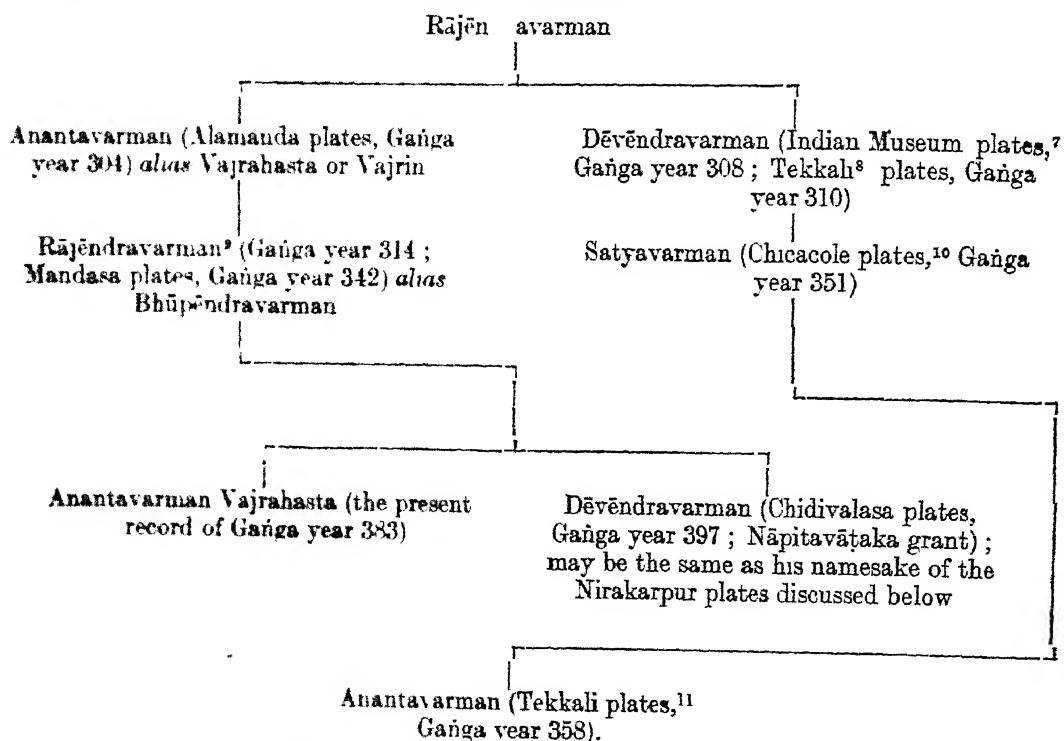 Rājēn avarman
Anantavarman (Alamanda plates, Gaṅga
year 304) alias Vajrahasta or Vajrin
Dēvēndravarman (Indian Museum plates,⁷
Gaṅga year 308 ; Tekkali⁸ plates, Gaṅga
year 310)
Rājēndravarman⁹ (Gaṅga year 314 ;
Mandasa plates, Gaṅga year 342) alias
Bhūpēndravarman
Satyavarman (Chicacole plates,¹⁰ Gaṅga
year 351)
Anantavarman Vajrahasta (the present
record of Gaṅga year 383)
Dēvēndravarman (Chidivalasa plates,
Gaṅga year 397 ; Nāpitavāṭaka grant) ;
may be the same as his namesake of the
Nirakarpur plates discussed below
Anantavarman (Tekkali plates,¹¹
Gaṅga year 358).